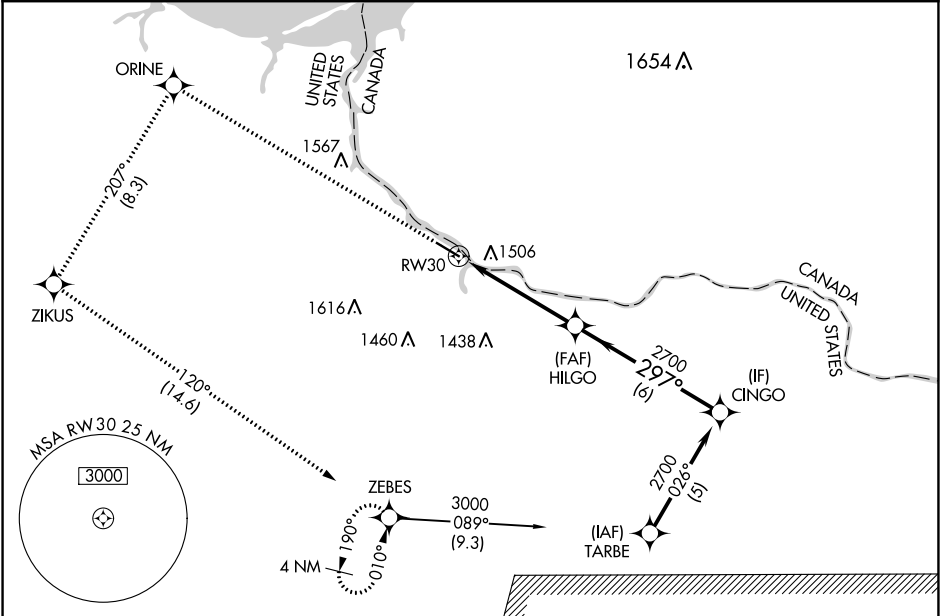 ORINE
UNITED
STATES
CANADA
1654
1567
207°
(8.3)
RW30
1506
CANADA
UNITED
STATES
ZIKUS
1616
1460
1438
(FAF)
HILGO
2700
297°
(6)
(IF)
CINGO
120°
(14.6)
MSA RW30 25 NM
3000
2700
026°
(5)
ZEBES
3000
089°
(9.3)
190°
010°
4 NM
(IAF)
TARBE